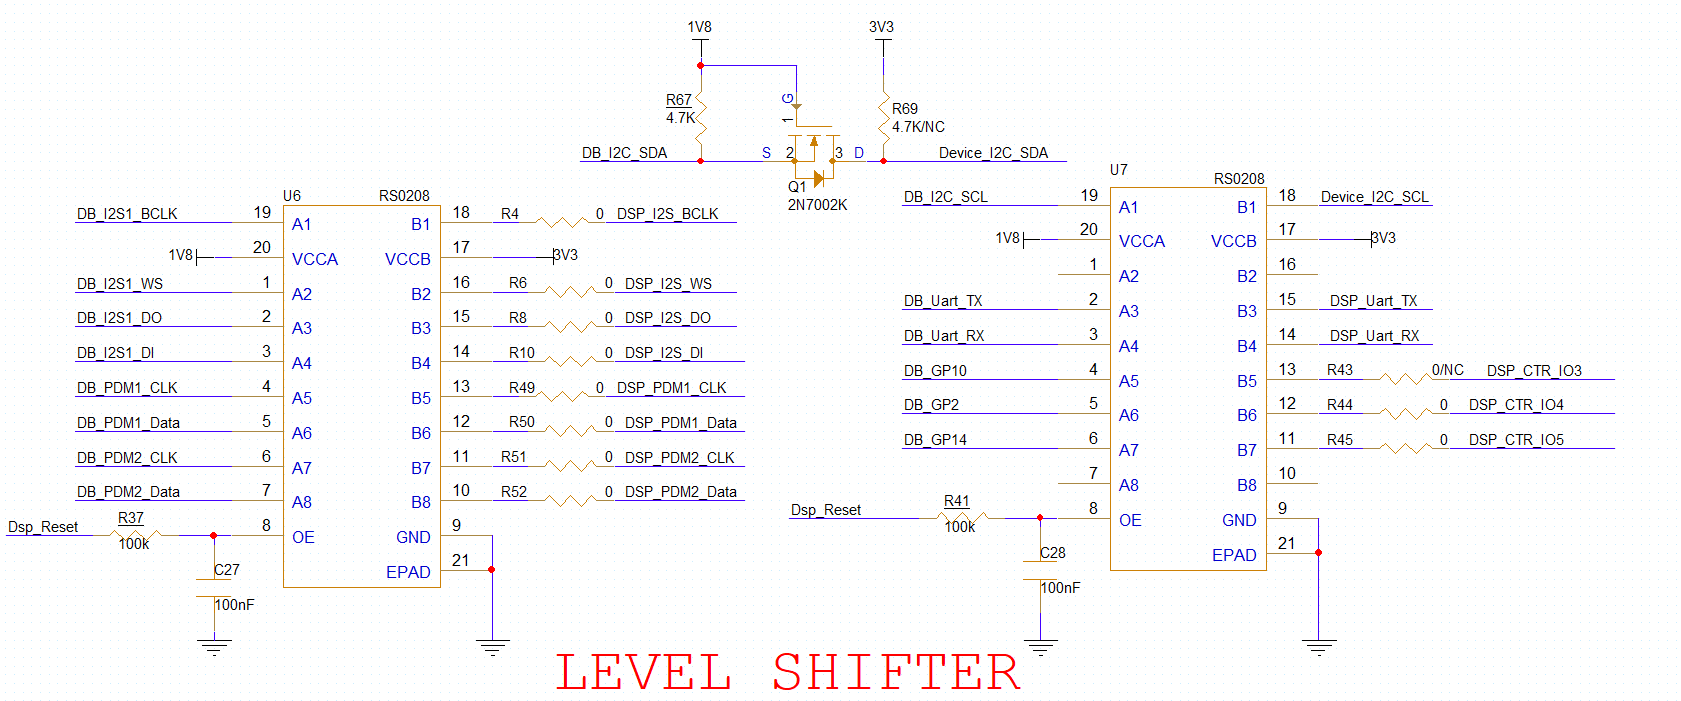 1V8
3V3
R67
4.7K
G
1
R69
4.7K/NC
DB_I2C_SDA
S
2
3
D
Device_I2C_SDA
Q1
2N7002K
U6
RS0208
DB_I2S1_BCLK
19
A1
B1
18
R4
0
DSP_I2S_BCLK
1V8
20
VCCA
VCCB
17
3V3
DB_I2S1_WS
1
A2
B2
16
R6
0
DSP_I2S_WS
DB_I2S1_DO
2
A3
B3
15
R8
0
DSP_I2S_DO
DB_I2S1_DI
3
A4
B4
14
R10
0
DSP_I2S_DI
DB_PDM1_CLK
4
A5
B5
13
R49
0
DSP_PDM1_CLK
DB_PDM1_Data
5
A6
B6
12
R50
0
DSP_PDM1_Data
DB_PDM2_CLK
6
A7
B7
11
R51
0
DSP_PDM2_CLK
DB_PDM2_Data
7
A8
B8
10
R52
0
DSP_PDM2_Data
Dsp_Reset
R37
100k
8
OE
GND
9
EPAD
21
C27
100nF
U7
RS0208
DB_I2C_SCL
19
A1
B1
18
Device_I2C_SCL
1V8
20
VCCA
VCCB
17
3V3
1
A2
B2
16
DB_Uart_TX
2
A3
B3
15
DSP_Uart_TX
DB_Uart_RX
3
A4
B4
14
DSP_Uart_RX
DB_GP10
4
A5
B5
13
R43
0/NC
DSP_CTR_IO3
DB_GP2
5
A6
B6
12
R44
0
DSP_CTR_IO4
DB_GP14
6
A7
B7
11
R45
0
DSP_CTR_IO5
7
A8
B8
10
Dsp_Reset
R41
100k
8
OE
GND
9
EPAD
21
C28
100nF
LEVEL SHIFTER